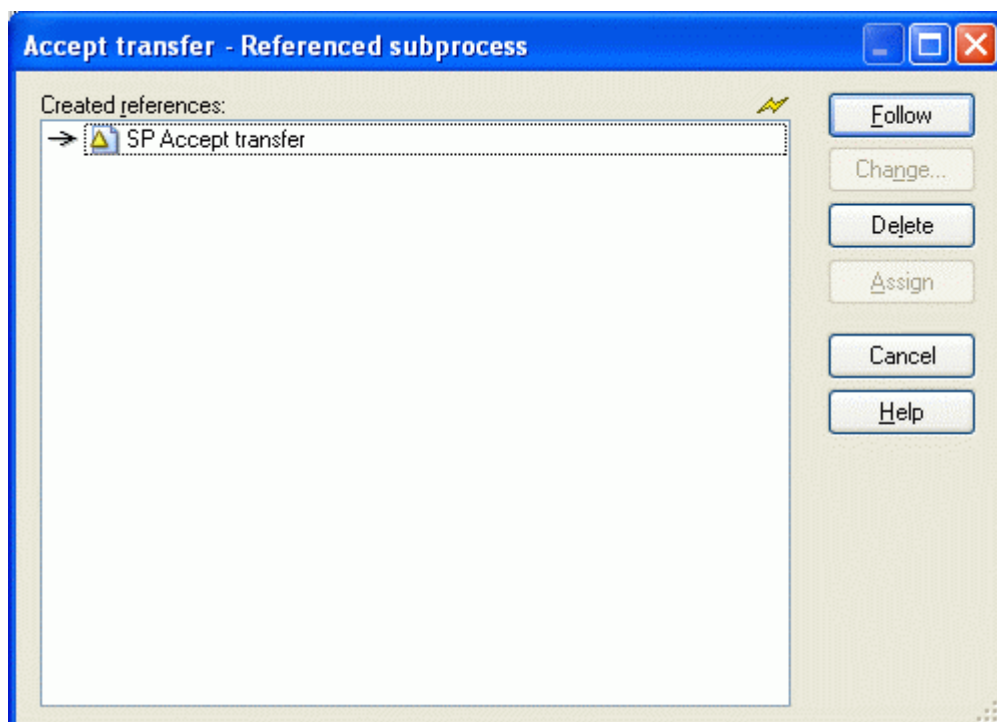 Accept transfer - Referenced subprocess
Created references:
SP Accept transfer
Follow
Change...
Delete
Assign
Cancel
Help